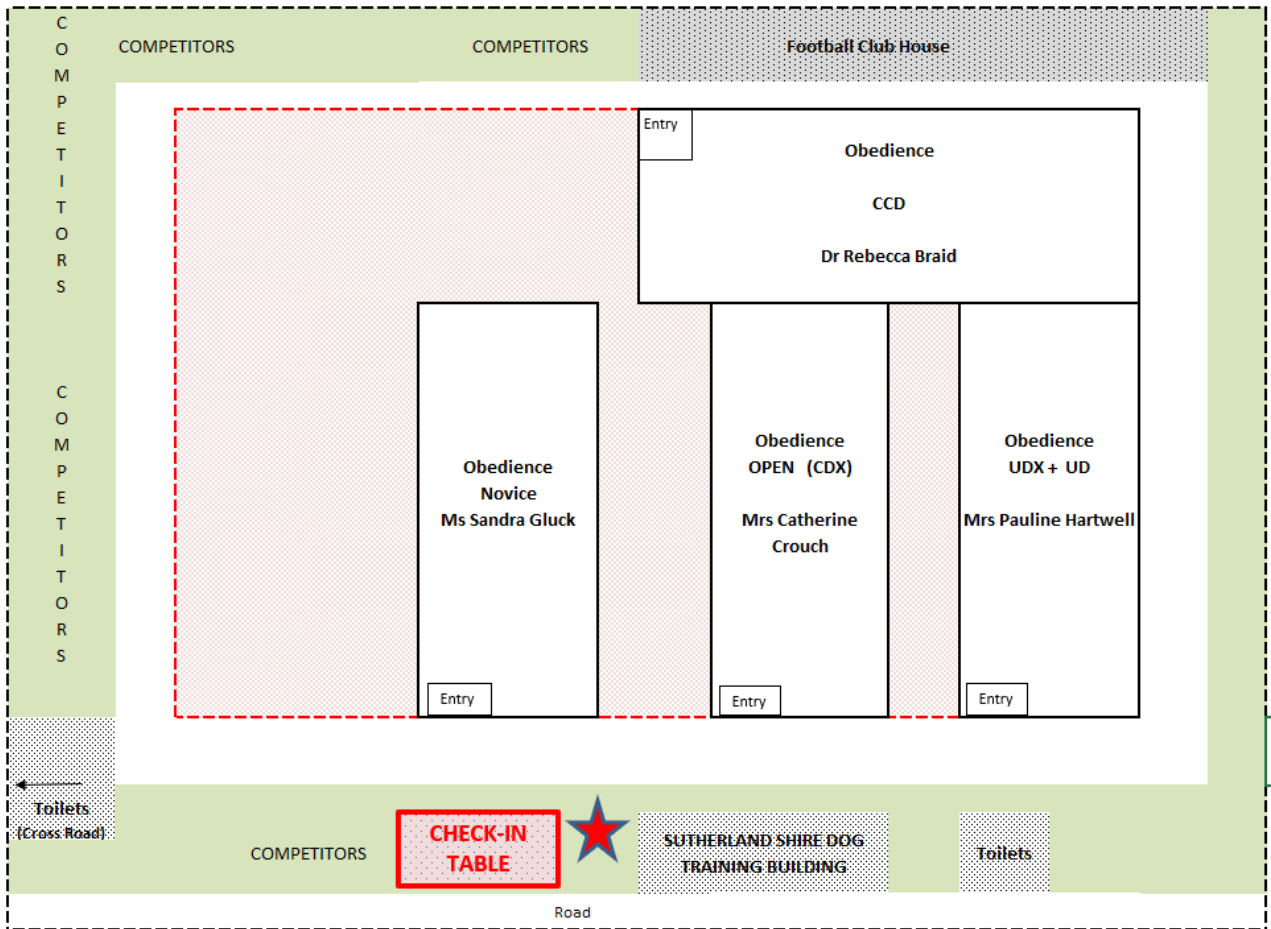 COMPETITORS
COMPETITORS
COMPETITORS
Football Club House
Entry
Obedience
CCD
Dr Rebecca Braid
COMPETITORS
Obedience
Novice
Ms Sandra Gluck
Entry
Obedience
OPEN (CDX)
Mrs Catherine
Crouch
Entry
Obedience
UDX + UD
Mrs Pauline Hartwell
Entry
Toilets
(Cross Road)
COMPETITORS
CHECK-IN
TABLE
SUTHERLAND SHIRE DOG
TRAINING BUILDING
Toilets
Road